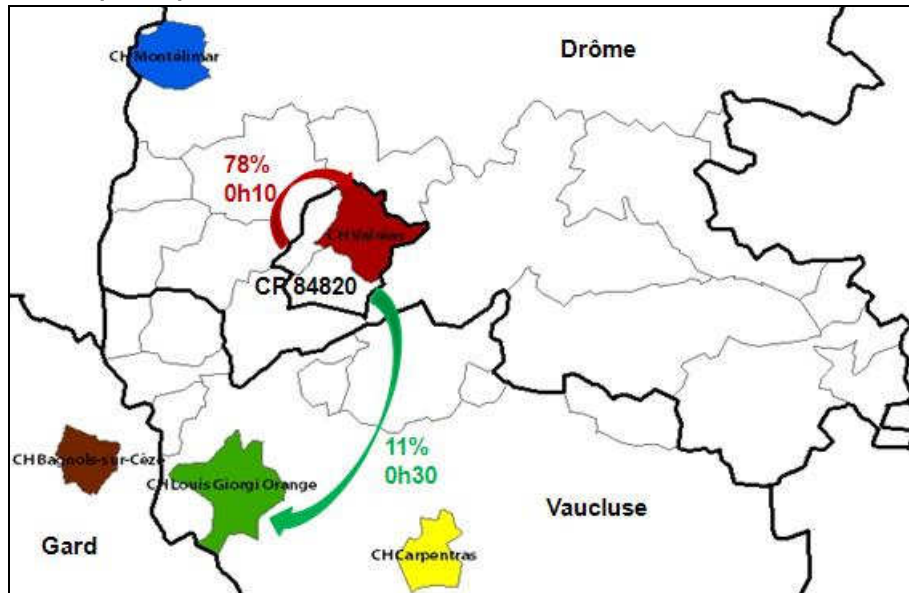 CH Montélimar
Drôme
78%
0h10
CH Valréas
CR 84820
11%
0h30
CH Bagnols-sur-Cèze
CH Louis Giorgi Orange
Vaucluse
Gard
CH Carpentras